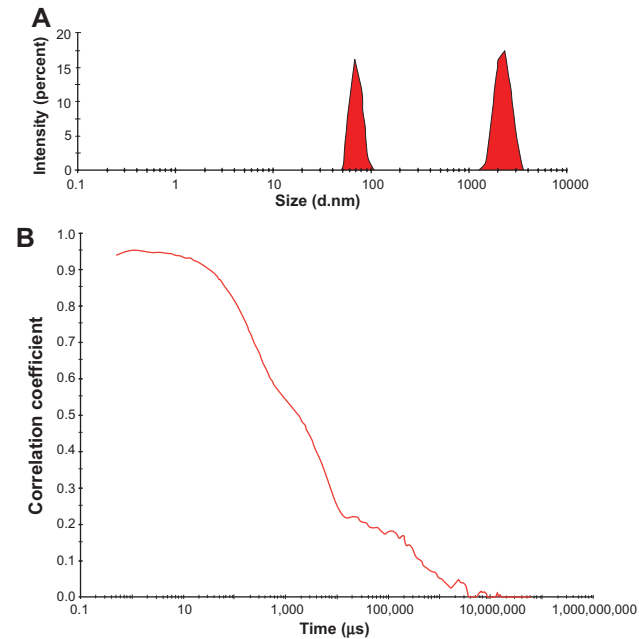 A
Intensity (percent)
20
15
10
5
0
0.1 1 10 100 1000 10000
Size (d.nm)
B
Correlation coefficient
1.0
0.9
0.8
0.7
0.6
0.5
0.4
0.3
0.2
0.1
0.0
0.1 10 1,000 100,000 10,000,000 1,000,000,000
Time (µs)